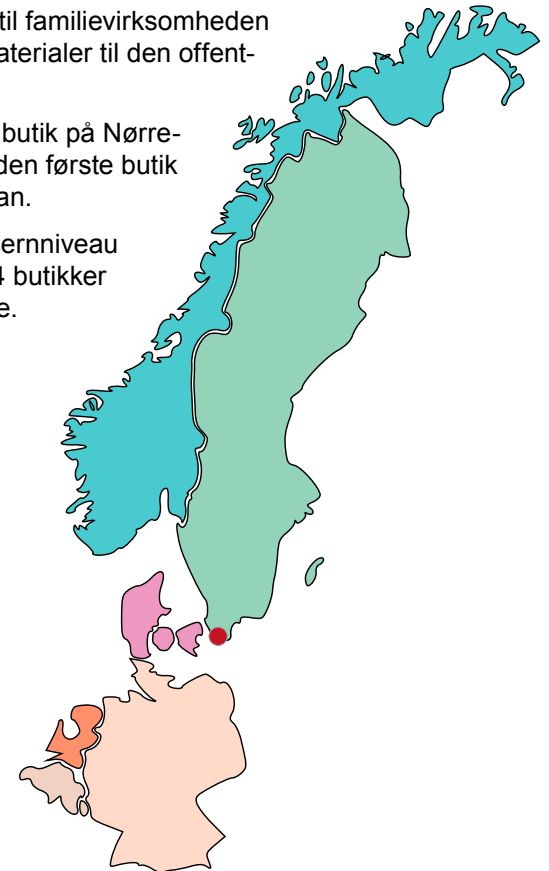 til familievirksomheden
aterialer til den offent-
butik på Nørre-
den første butik
an.
ernniveau
4 butikker
e.